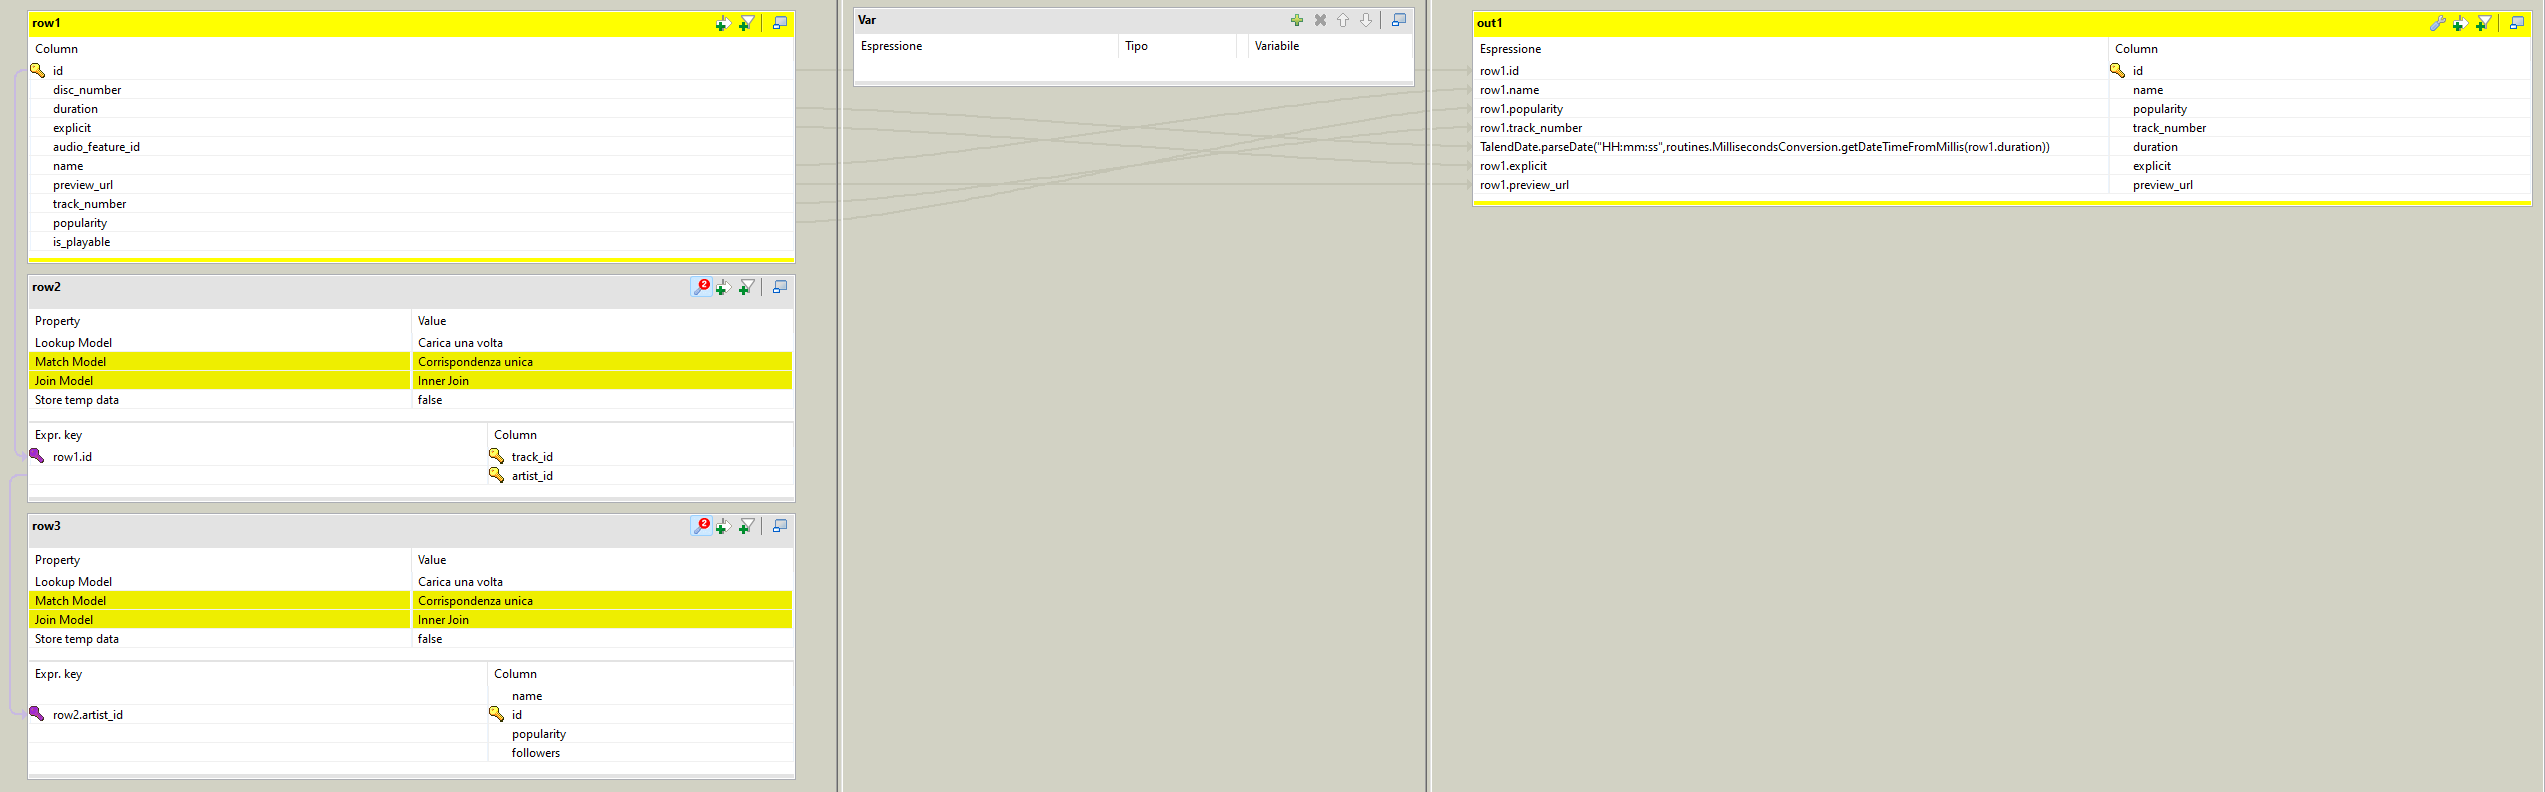 row1
Column
id
disc_number
duration
explicit
audio_feature_id
name
preview_url
track_number
popularity
is_playable
row2
2
Property Value
Lookup Model Carica una volta
Match Model Corrispondenza unica
Join Model Inner Join
Store temp data false
Expr. key Column
row1.id track_id
artist_id
row3
2
Property Value
Lookup Model Carica una volta
Match Model Corrispondenza unica
Join Model Inner Join
Store temp data false
Expr. key Column
name
row2.artist_id id
popularity
followers
Var
Espressione Tipo Variabile
out1
Espressione Column
row1.id id
row1.name name
row1.popularity popularity
row1.track_number track_number
TalendDate.parseDate("HH:mm:ss",routines.MillisecondsConversion.getDateTimeFromMillis(row1.duration)) duration
row1.explicit explicit
row1.preview_url preview_url